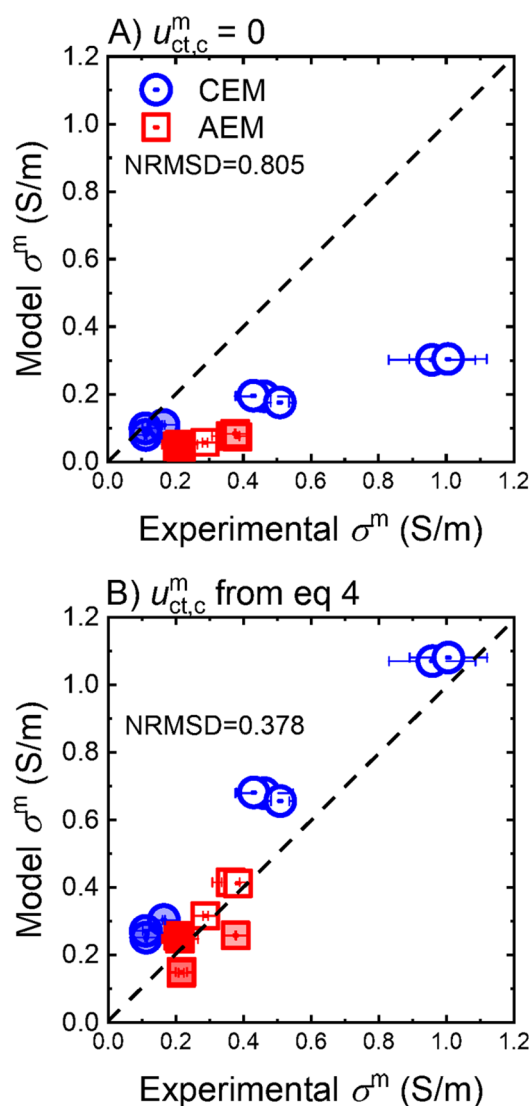 A) u^m_ct,c = 0
1.2
1.0
0.8
0.6
0.4
0.2
0.0
Model σ^m (S/m)
CEM
AEM
NRMSD=0.805
0.0 0.2 0.4 0.6 0.8 1.0 1.2
Experimental σ^m (S/m)
B) u^m_ct,c from eq 4
1.2
1.0
0.8
0.6
0.4
0.2
0.0
Model σ^m (S/m)
NRMSD=0.378
0.0 0.2 0.4 0.6 0.8 1.0 1.2
Experimental σ^m (S/m)